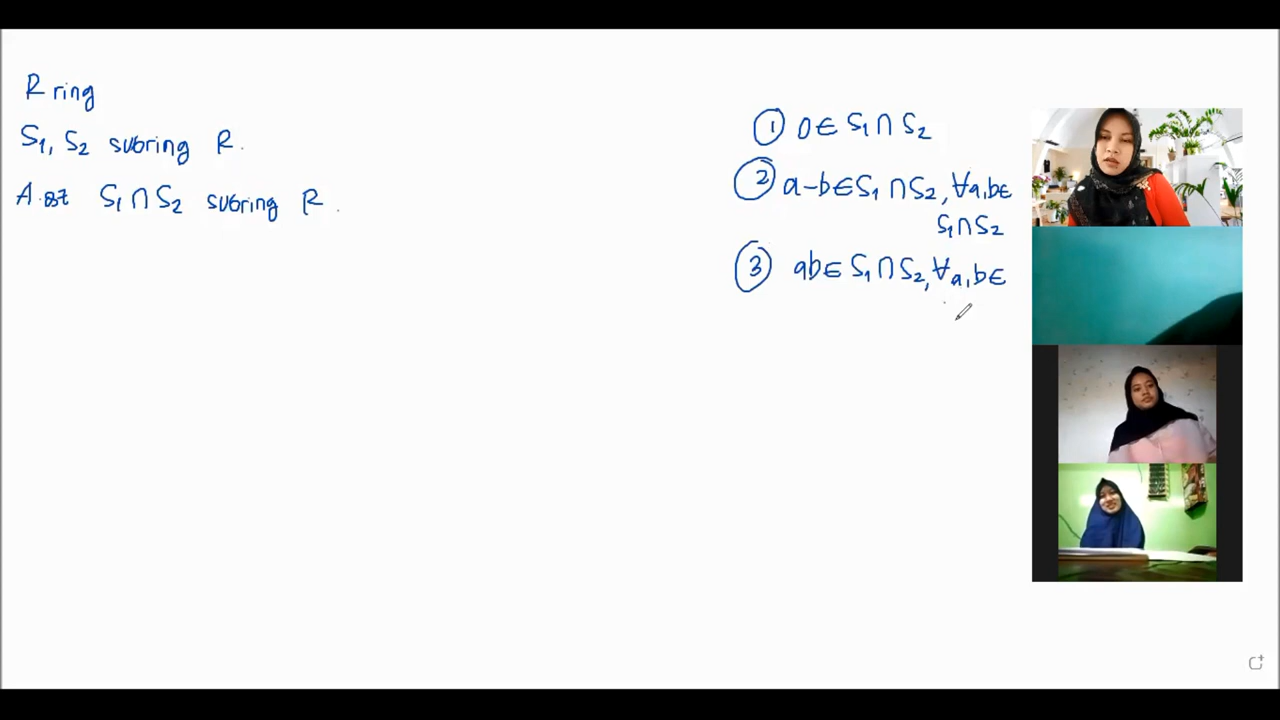 R ring
S₁, S₂ subring R.
S₁ ∩ S₂ subring R.
① 0 ∈ S₁ ∩ S₂
② a-b ∈ S₁ ∩ S₂, ∀a,b ∈
S₁ ∩ S₂
③ ab ∈ S₁ ∩ S₂, ∀a,b ∈